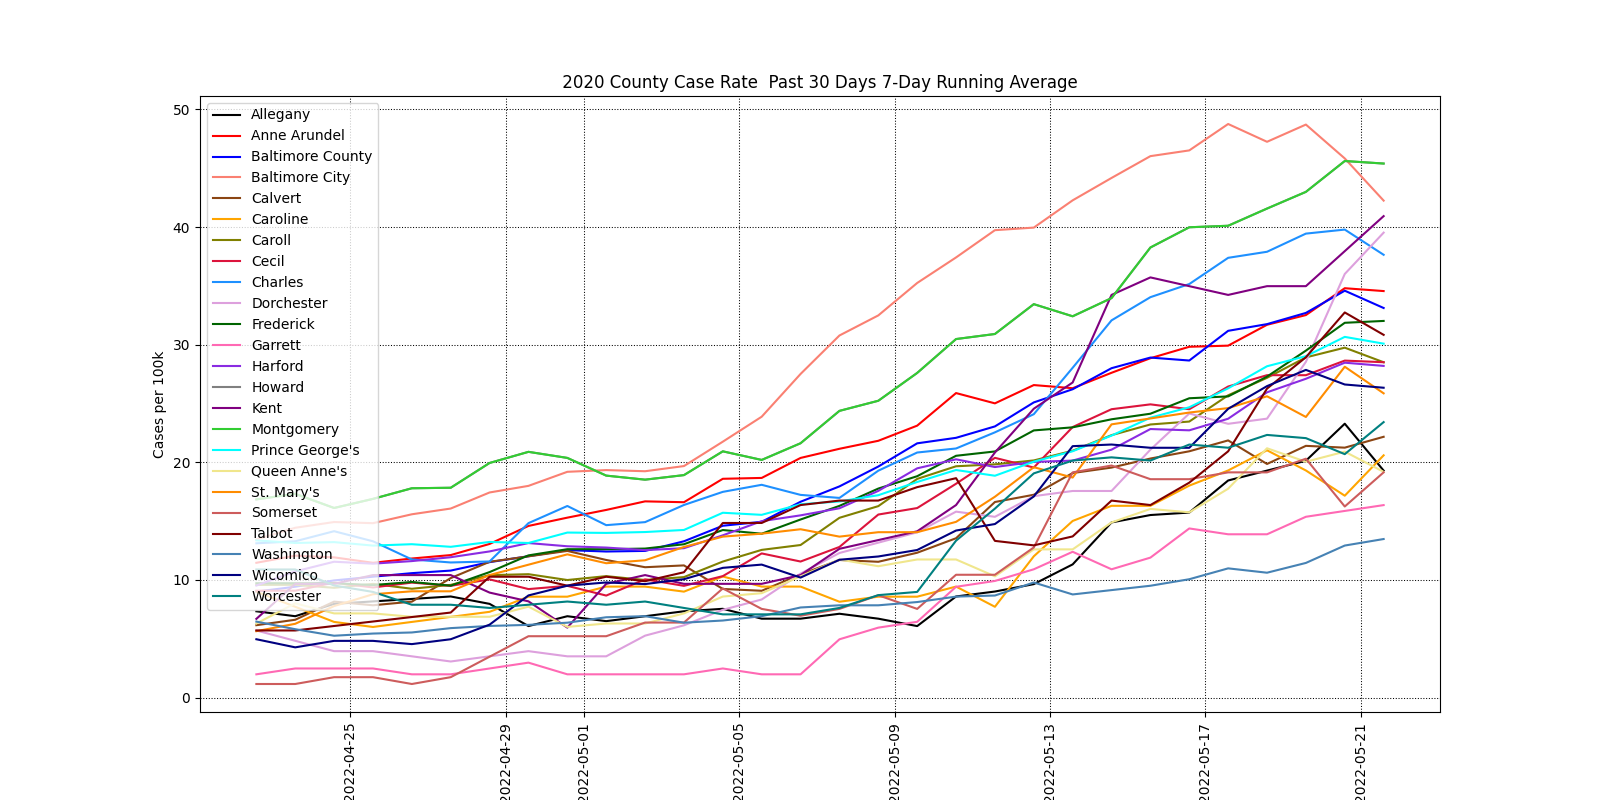 2020 County Case Rate  Past 30 Days 7-Day Running Average
Cases per 100k
50
40
30
20
10
0
Allegany
Anne Arundel
Baltimore County
Baltimore City
Calvert
Caroline
Caroll
Cecil
Charles
Dorchester
Frederick
Garrett
Harford
Howard
Kent
Montgomery
Prince George's
Queen Anne's
St. Mary's
Somerset
Talbot
Washington
Wicomico
Worcester
2022-04-25
2022-04-29
2022-05-01
2022-05-05
2022-05-09
2022-05-13
2022-05-17
2022-05-21